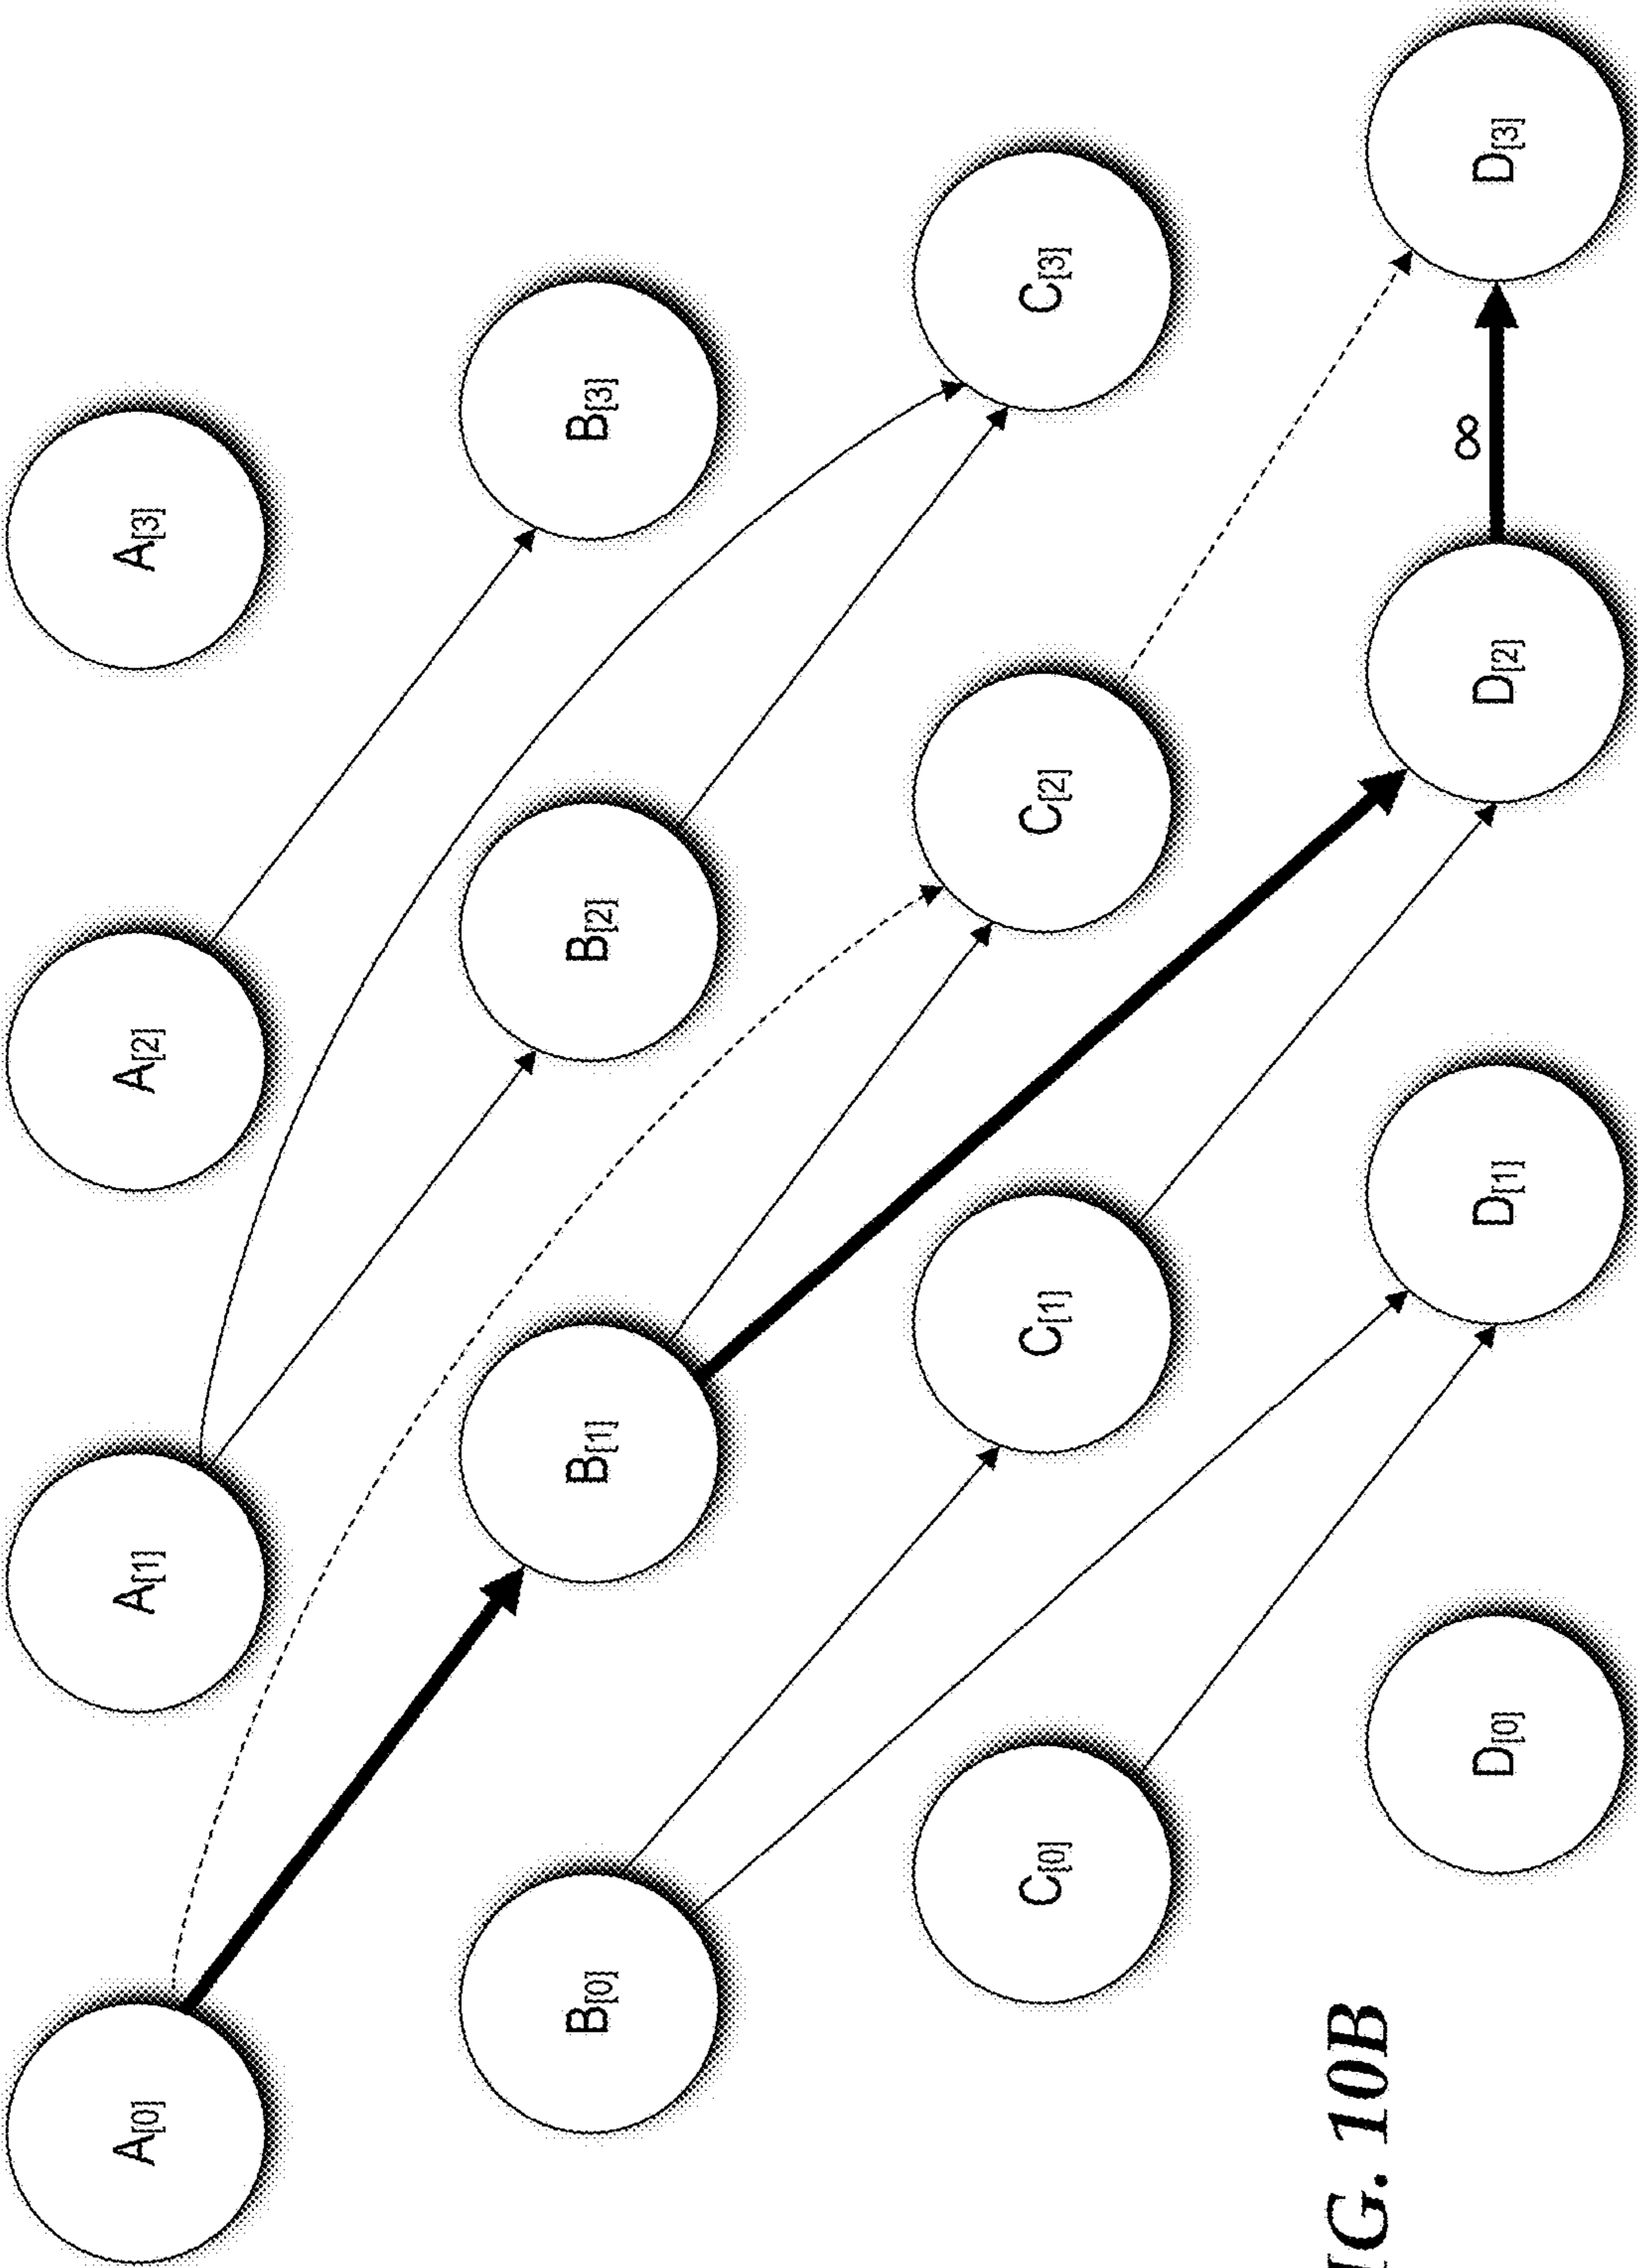 A[0] A[1] A[2] A[3]
B[0] B[1] B[2] B[3]
C[0] C[1] C[2] C[3]
∞
D[0] D[1] D[2] D[3]
IG. 10B